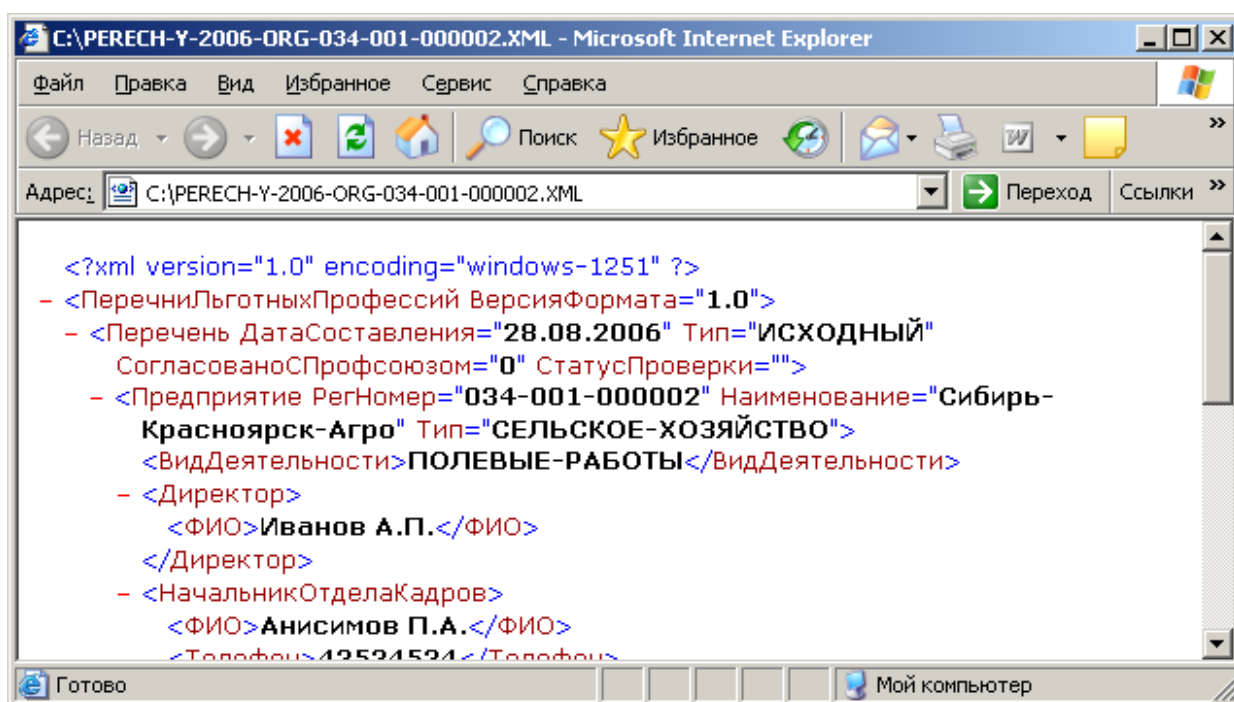 C:\PERECH-Y-2006-ORG-034-001-000002.XML - Microsoft Internet Explorer
Файл Правка Вид Избранное Сервис Справка
Назад Поиск Избранное
Адрес: C:\PERECH-Y-2006-ORG-034-001-000002.XML Переход Ссылки
<?xml version="1.0" encoding="windows-1251" ?>
– <ПеречниЛьготныхПрофессий ВерсияФормата="1.0">
– <Перечень ДатаСоставления="28.08.2006" Тип="ИСХОДНЫЙ"
СогласованоСПрофсоюзом="0" СтатусПроверки="">
– <Предприятие РегНомер="034-001-000002" Наименование="Сибирь-
Красноярск-Агро" Тип="СЕЛЬСКОЕ-ХОЗЯЙСТВО">
<ВидДеятельности>ПОЛЕВЫЕ-РАБОТЫ</ВидДеятельности>
– <Директор>
<ФИО>Иванов А.П.</ФИО>
</Директор>
– <НачальникОтделаКадров>
<ФИО>Анисимов П.А.</ФИО>
<Телефон>43534534</Телефон>
Готово Мой компьютер